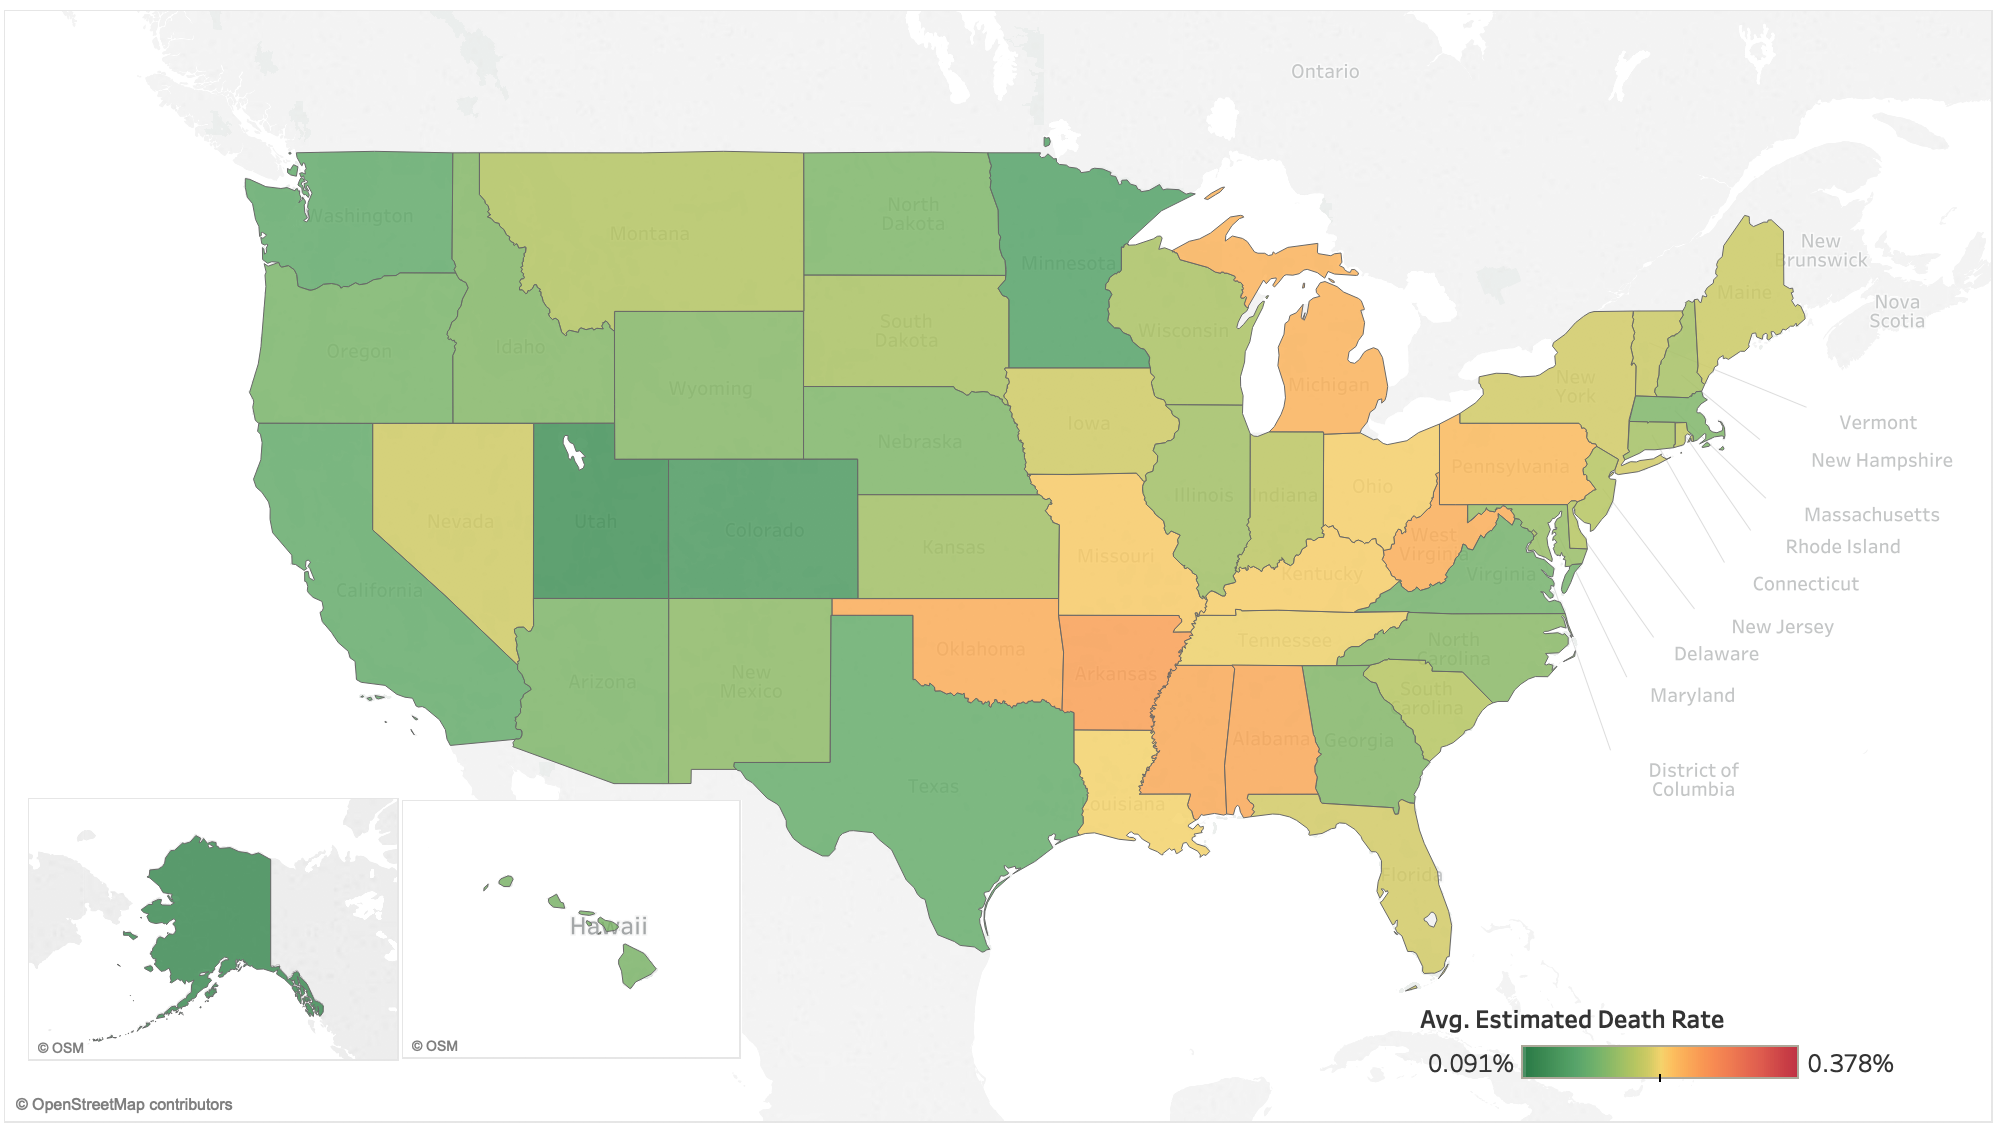 Ontario
Washington
Montana
North
Dakota
Minnesota
New
Brunswick
Maine
Nova
Scotia
Oregon
Idaho
South
Dakota
Wisconsin
Wyoming
Michigan
New
York
Iowa
Vermont
Nebraska
New Hampshire
Pennsylvania
Ohio
Illinois
Indiana
Massachusetts
Nevada
Utah
Colorado
Kansas
Missouri
West
Virginia
Rhode Island
California
Kentucky
Virginia
Connecticut
New Jersey
Oklahoma
Tennessee
North
Carolina
Delaware
Arizona
New
Mexico
Arkansas
South
Carolina
Maryland
Alabama
Georgia
District of
Columbia
Texas
Louisiana
Florida
Hawaii
Avg. Estimated Death Rate
0.091%
0.378%
© OSM
© OSM
© OpenStreetMap contributors